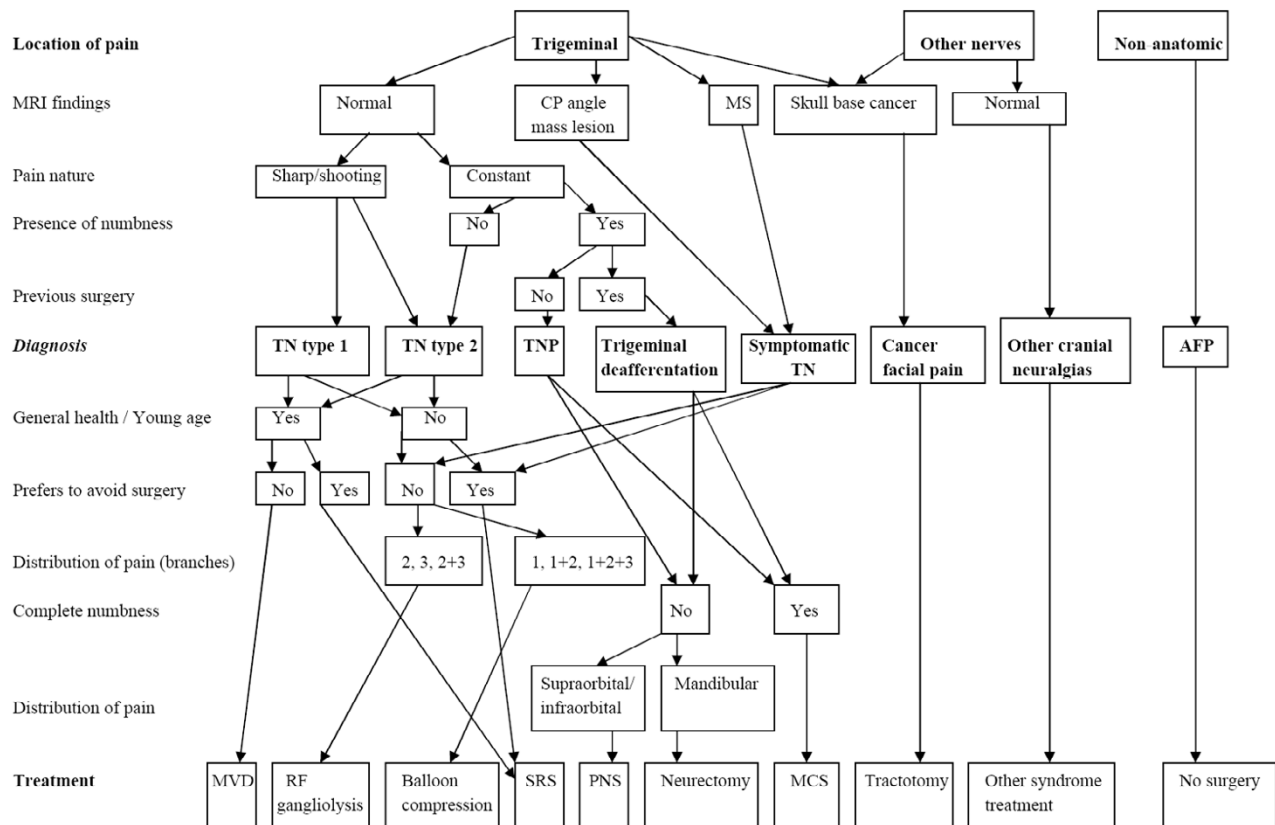 Location of pain
Trigeminal
Other nerves
Non-anatomic
MRI findings
Normal
CP angle
mass lesion
MS
Skull base cancer
Normal
Pain nature
Sharp/shooting
Constant
Presence of numbness
No
Yes
Previous surgery
No
Yes
Diagnosis
TN type 1
TN type 2
TNP
Trigeminal
deafferentation
Symptomatic
TN
Cancer
facial pain
Other cranial
neuralgias
AFP
General health / Young age
Yes
No
Prefers to avoid surgery
No
Yes
No
Yes
Distribution of pain (branches)
2, 3, 2+3
1, 1+2, 1+2+3
Complete numbness
No
Yes
Distribution of pain
Supraorbital/
infraorbital
Mandibular
Treatment
MVD
RF
gangliolysis
Balloon
compression
SRS
PNS
Neurectomy
MCS
Tractotomy
Other syndrome
treatment
No surgery